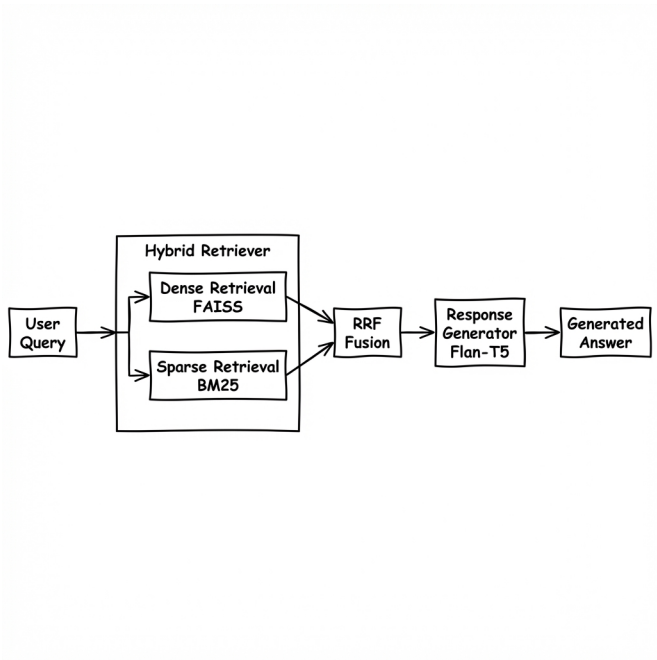 Hybrid Retriever
User
Query
Dense Retrieval
FAISS
Sparse Retrieval
BM25
RRF
Fusion
Response
Generator
Flan-T5
Generated
Answer